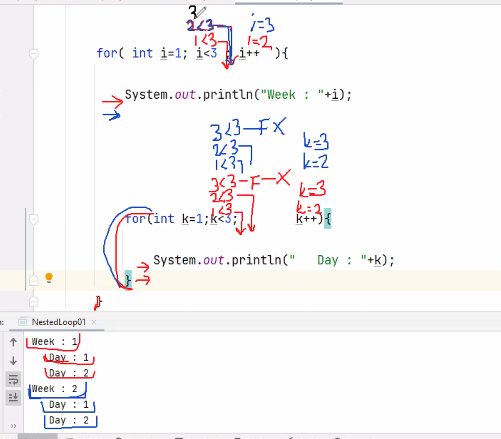 3
2<3 i=3
1<3 i=2
for( int i=1; i<3 ; i++ ){
System.out.println("Week : "+i);
3<3-FX k=3
2<3 k=2
1<3
3<3-F-X k=3
2<3 k=2
1<3
for(int k=1;k<3; k++){
System.out.println("   Day : "+k);
}
}
NestedLoop01 ×
Week : 1
Day : 1
Day : 2
Week : 2
Day : 1
Day : 2